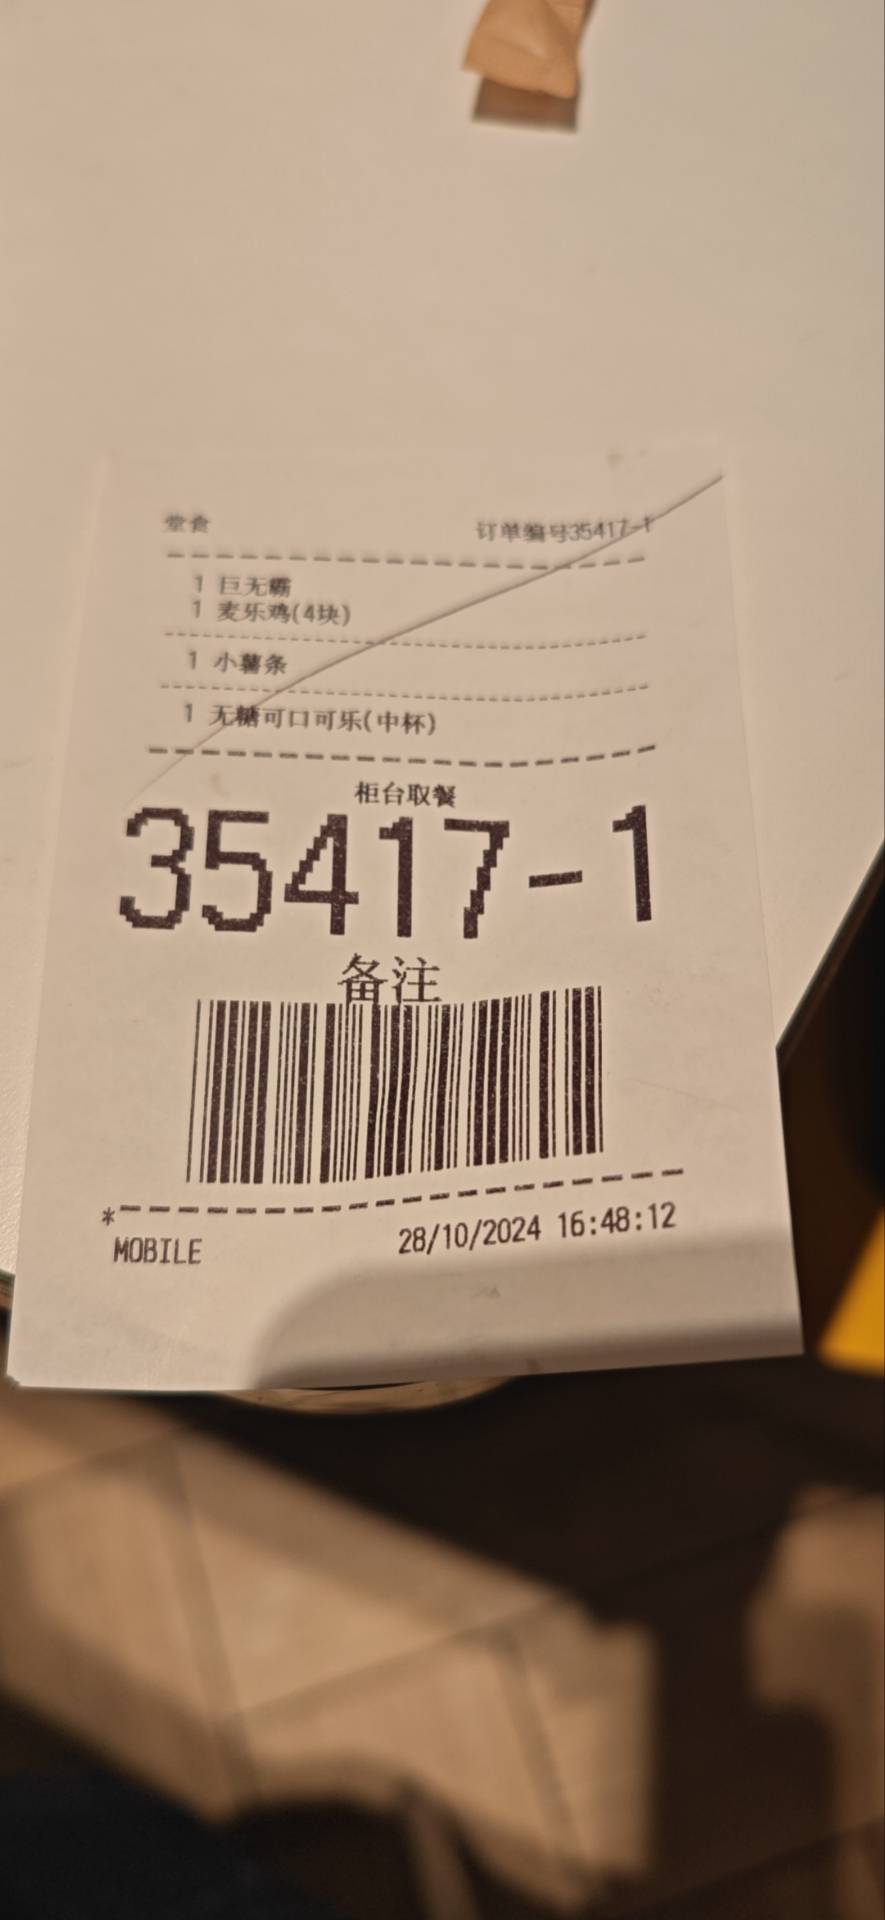 堂食 订单编号35417-1
1 巨无霸
1 麦乐鸡(4块)
1 小薯条
1 无糖可口可乐(中杯)
柜台取餐
35417-1
备注
*
MOBILE 28/10/2024 16:48:12